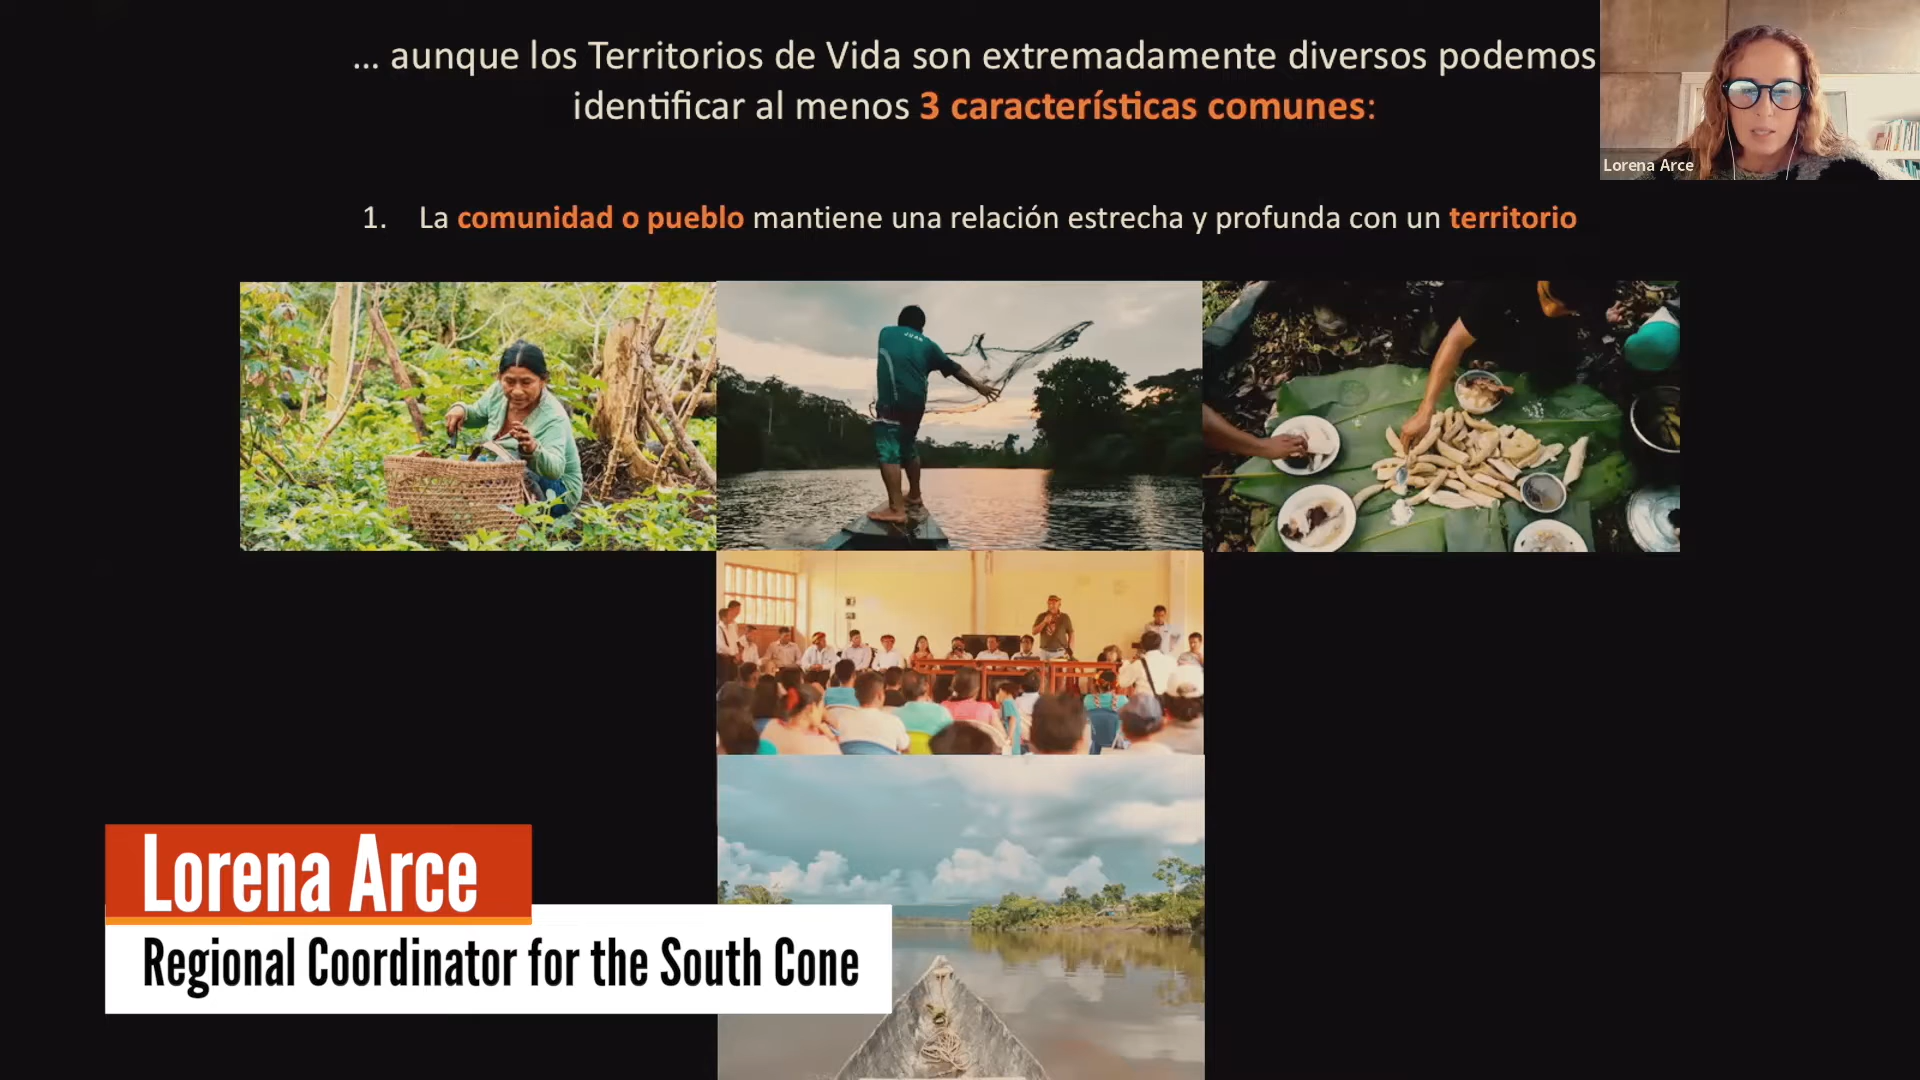 ... aunque los Territorios de Vida son extremadamente diversos podemos
identificar al menos 3 características comunes:
Lorena Arce
1. La comunidad o pueblo mantiene una relación estrecha y profunda con un territorio
Lorena Arce
Regional Coordinator for the South Cone